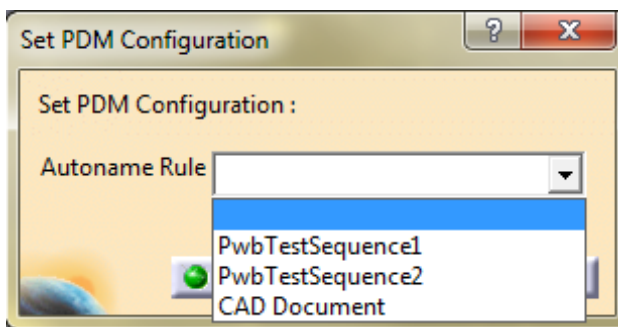 Set PDM Configuration
Set PDM Configuration :
Autoname Rule
PwbTestSequence1
PwbTestSequence2
CAD Document